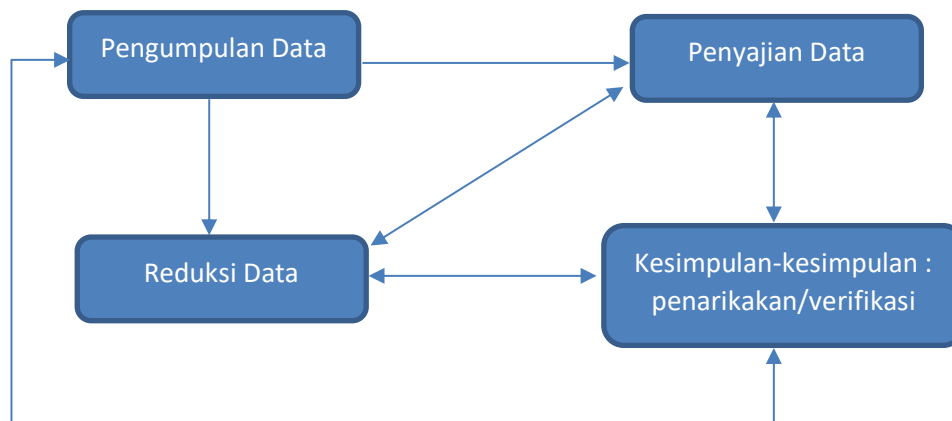 Pengumpulan Data
Penyajian Data
Reduksi Data
Kesimpulan-kesimpulan :
penarikakan/verifikasi